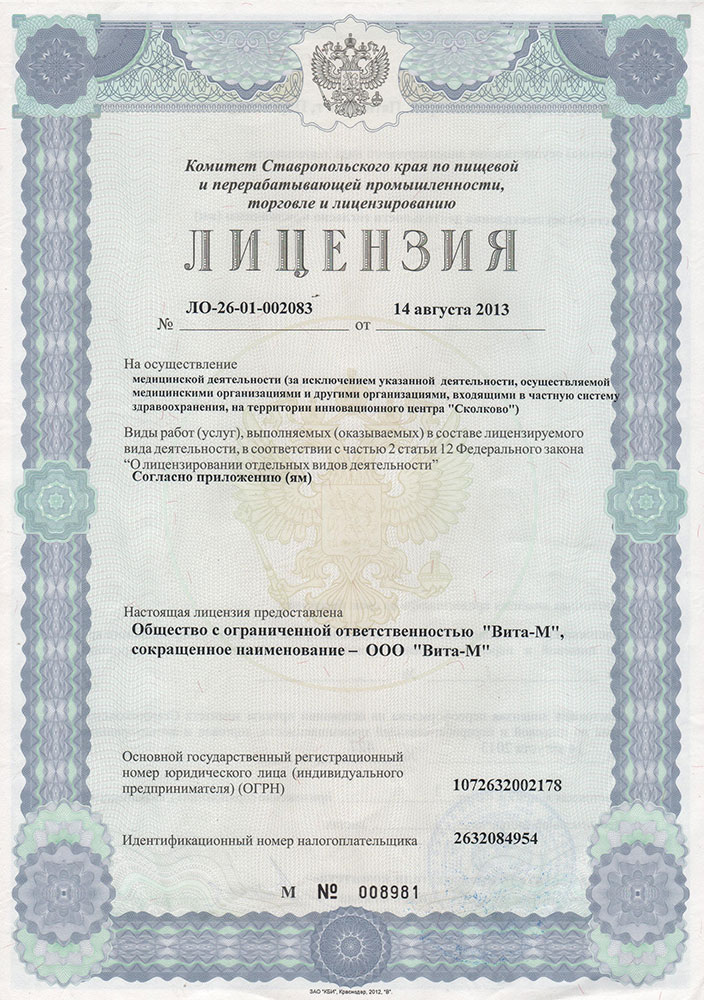 Комитет Ставропольского края по пищевой
и перерабатывающей промышленности,
торговле и лицензированию
ЛИЦЕНЗИЯ
№ ЛО-26-01-002083 от 14 августа 2013
На осуществление
медицинской деятельности (за исключением указанной деятельности, осуществляемой
медицинскими организациями и другими организациями, входящими в частную систему
здравоохранения, на территории инновационного центра "Сколково")
Виды работ (услуг), выполняемых (оказываемых) в составе лицензируемого
вида деятельности, в соответствии с частью 2 статьи 12 Федерального закона
“О лицензировании отдельных видов деятельности”
Согласно приложению (ям)
Настоящая лицензия предоставлена
Общество с ограниченной ответственностью "Вита-М",
сокращенное наименование – ООО "Вита-М"
Основной государственный регистрационный
номер юридического лица (индивидуального
предпринимателя) (ОГРН) 1072632002178
Идентификационный номер налогоплательщика 2632084954
М № 008981
ЗАО "КБИ", Краснодар, 2012, "В".